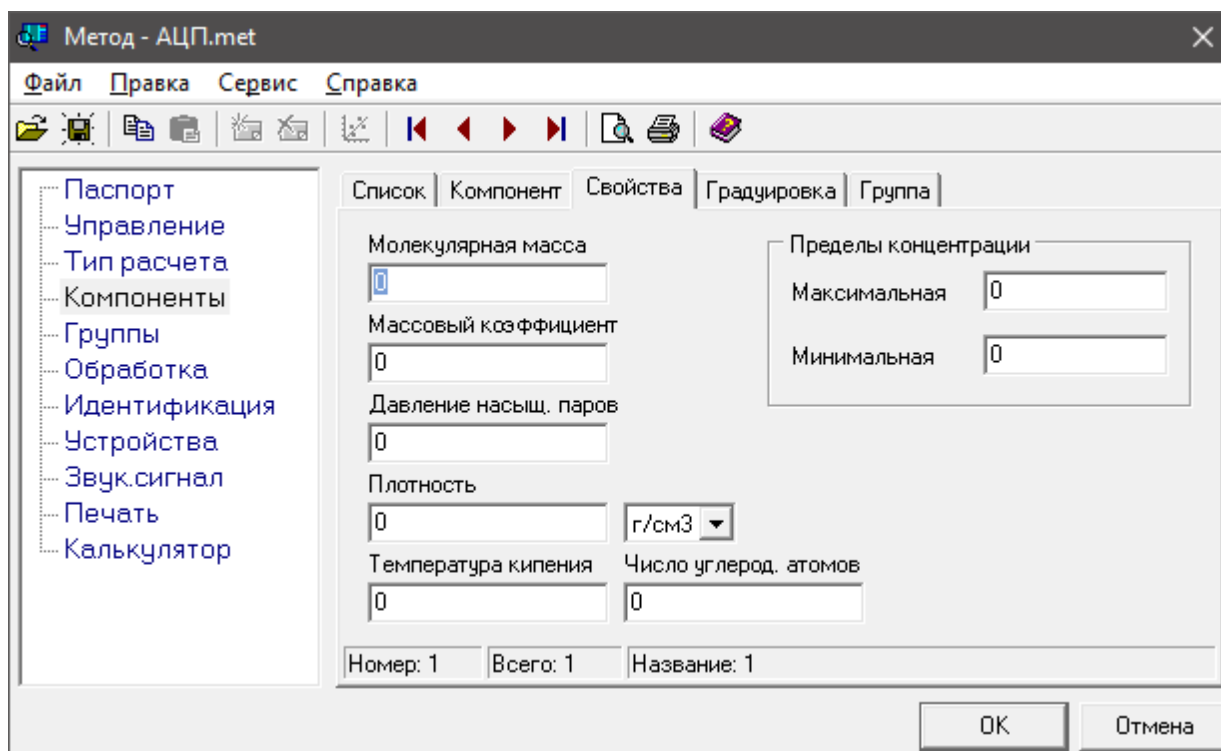 Метод - АЦП.met
Файл Правка Сервис Справка
Паспорт
Управление
Тип расчета
Компоненты
Группы
Обработка
Идентификация
Устройства
Звук.сигнал
Печать
Калькулятор
Список Компонент Свойства Градуировка Группа
Молекулярная масса
0
Массовый коэффициент
0
Давление насыщ. паров
0
Плотность
0 г/см3
Температура кипения Число углерод. атомов
0 0
Пределы концентрации
Максимальная 0
Минимальная 0
Номер: 1 Всего: 1 Название: 1
OK Отмена